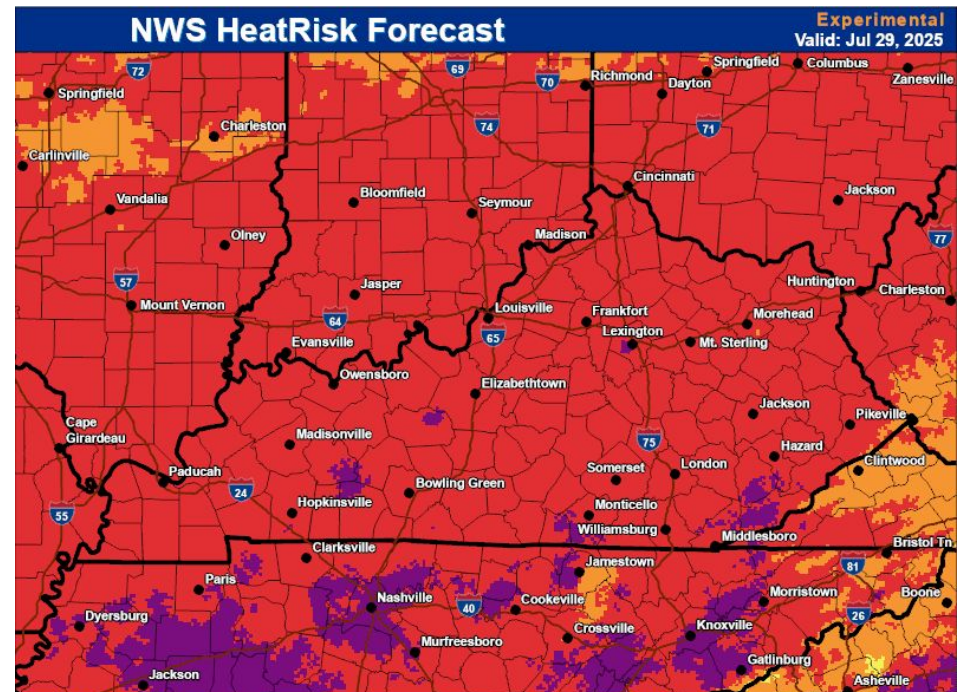 NWS HeatRisk Forecast
Experimental
Valid: Jul 29, 2025
72
69
70
Richmond
Springfield
Columbus
Springfield
Dayton
Zanesville
Charleston
74
71
Carlinville
Cincinnati
Vandalia
Bloomfield
Seymour
Jackson
Olney
Madison
77
57
Jasper
Huntington
Charleston
Mount Vernon
64
Louisville
Frankfort
Morehead
65
Lexington
Mt. Sterling
Evansville
Owensboro
Elizabethtown
Jackson
Cape
Girardeau
Pikeville
Madisonville
75
Hazard
Clintwood
Paducah
Somerset
London
24
Bowling Green
55
Hopkinsville
Monticello
Williamsburg
Middlesboro
Bristol Tn.
Clarksville
Jamestown
81
Paris
Morristown
Boone
Nashville
40
Cookeville
26
Dyersburg
Knoxville
Murfreesboro
Crossville
Gatlinburg
Jackson
Asheville